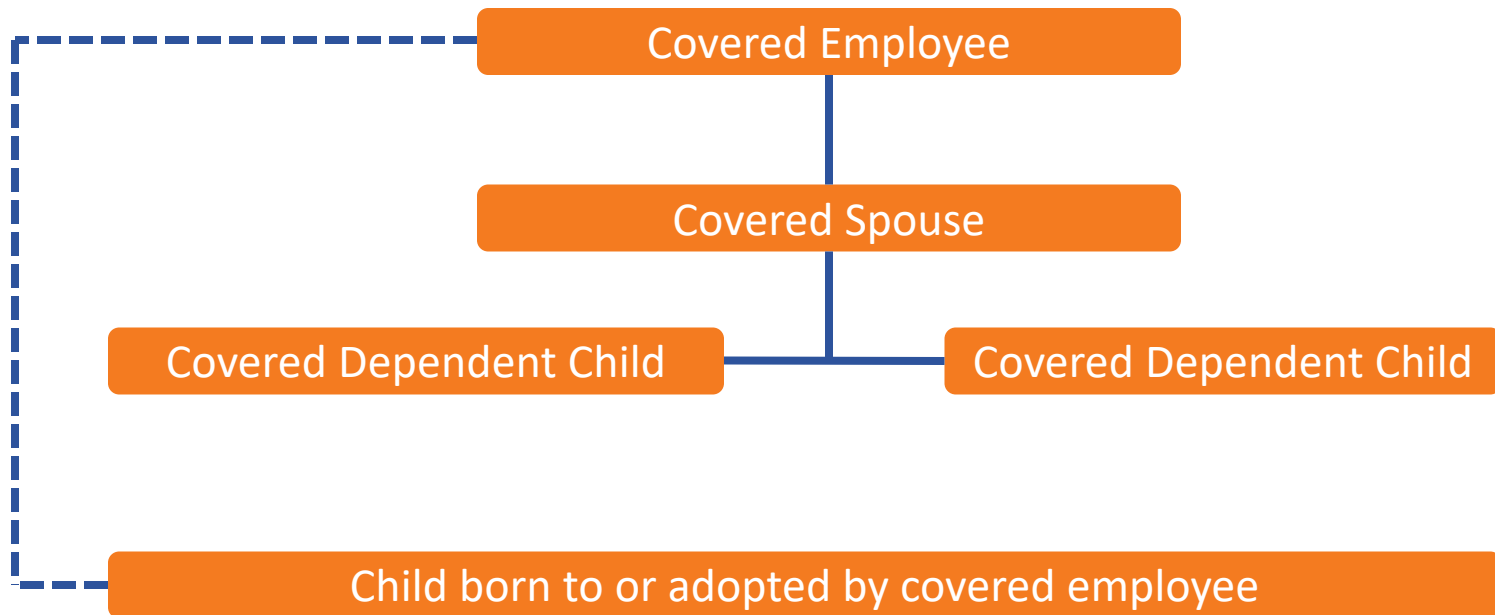 Covered Employee
Covered Spouse
Covered Dependent Child
Covered Dependent Child
Child born to or adopted by covered employee